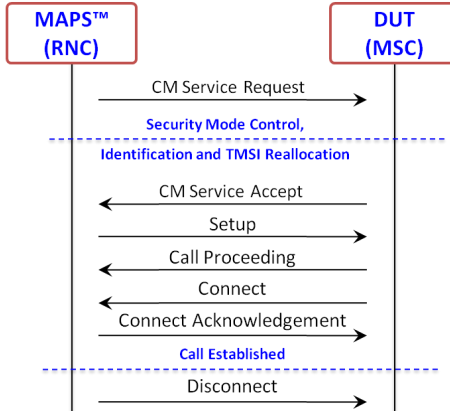 MAPS™
(RNC)
DUT
(MSC)
CM Service Request
Security Mode Control,
Identification and TMSI Reallocation
CM Service Accept
Setup
Call Proceeding
Connect
Connect Acknowledgement
Call Established
Disconnect